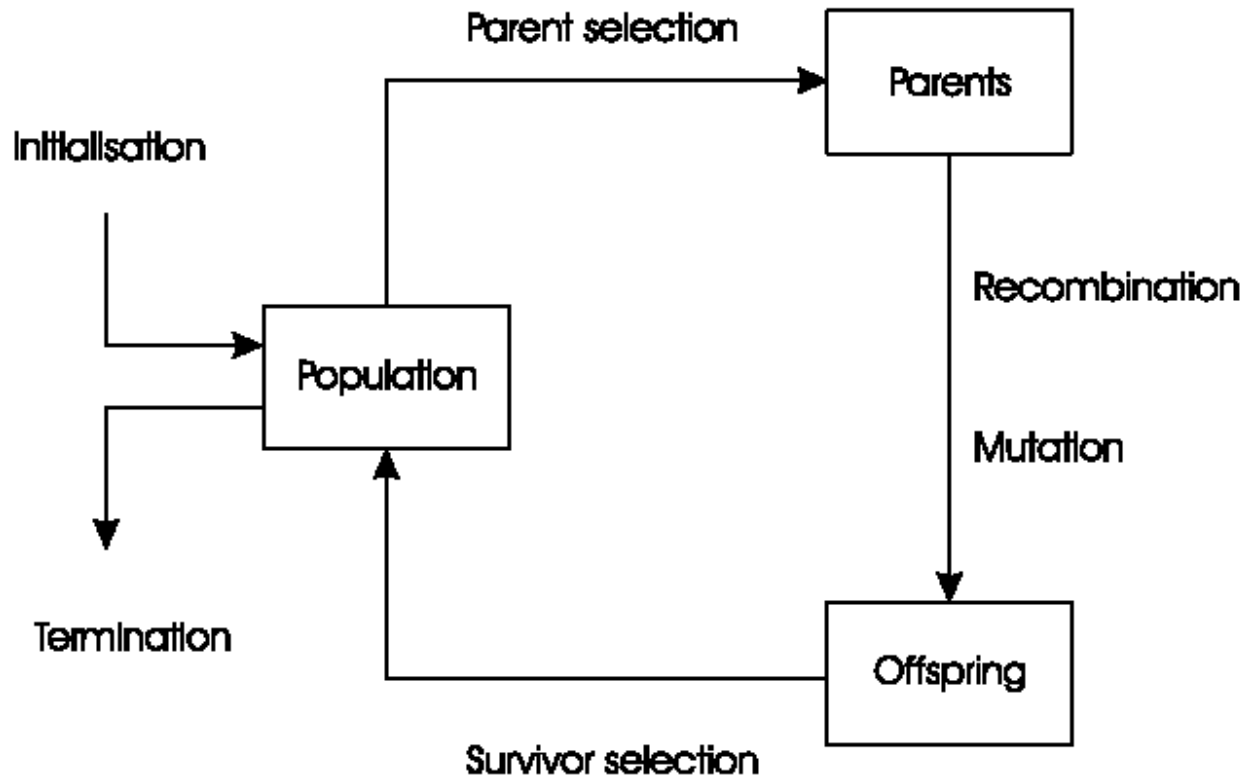 Parent selection
Parents
Initialisation
Recombination
Population
Mutation
Termination
Offspring
Survivor selection